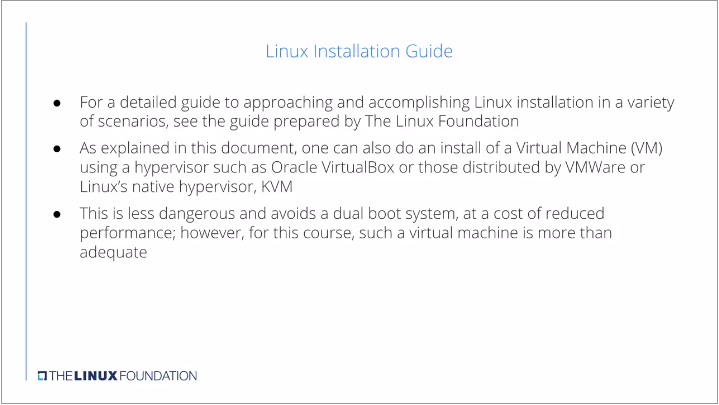 Linux Installation Guide
● For a detailed guide to approaching and accomplishing Linux installation in a variety
of scenarios, see the guide prepared by The Linux Foundation
● As explained in this document, one can also do an install of a Virtual Machine (VM)
using a hypervisor such as Oracle VirtualBox or those distributed by VMWare or
Linux's native hypervisor, KVM
● This is less dangerous and avoids a dual boot system, at a cost of reduced
performance; however, for this course, such a virtual machine is more than
adequate
THE LINUX FOUNDATION